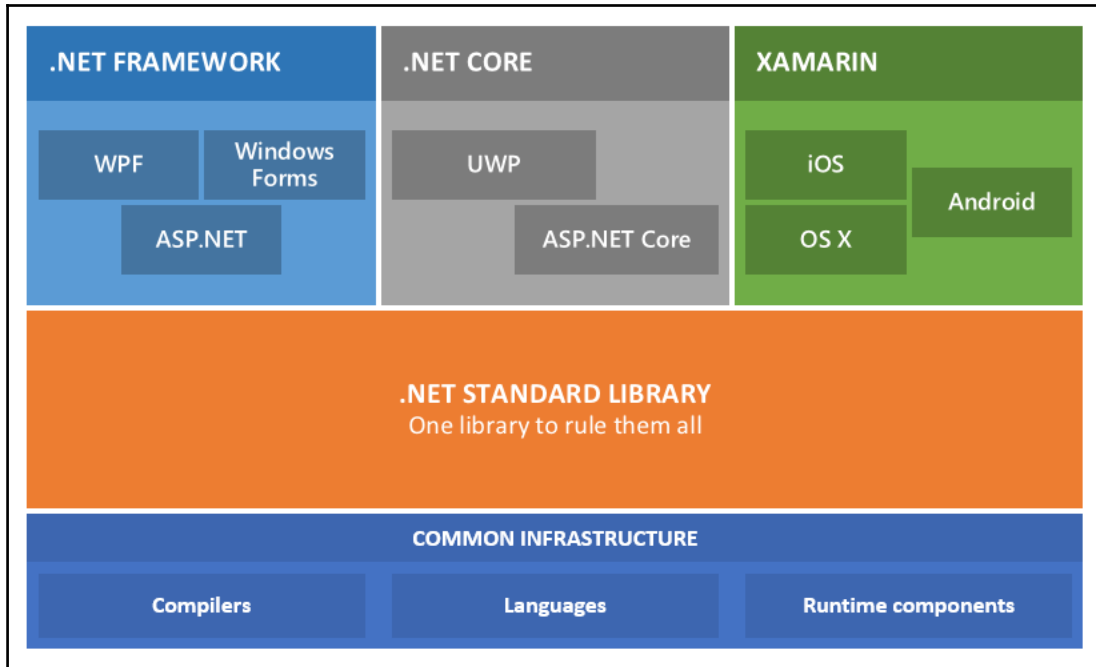 .NET FRAMEWORK
WPF
Windows
Forms
ASP.NET
.NET CORE
UWP
ASP.NET Core
XAMARIN
iOS
Android
OS X
.NET STANDARD LIBRARY
One library to rule them all
COMMON INFRASTRUCTURE
Compilers
Languages
Runtime components